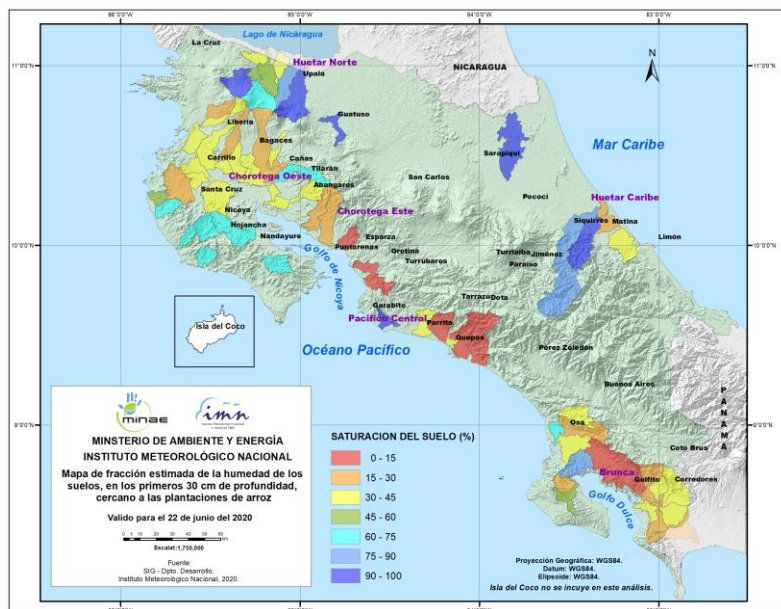 86°0'0"W
85°0'0"W
84°0'0"W
83°0'0"W
Lago de Nicaragua
La Cruz
Huetar Norte
Upala
NICARAGUA
N
11°0'0"N
11°0'0"N
Guatuso
Liberia
Bagaces
Sarapiquí
Mar Caribe
Carrillo
Cañas
Tilarán
Chorotega Oeste
San Carlos
Abangares
Santa Cruz
Pococí
Huetar Caribe
Nicoya
Chorotega Este
Siquirres
Matina
Hojancha
Esparza
Limón
Nandayure
Puntarenas
Orotina
Turrialba
Jiménez
10°0'0"N
10°0'0"N
Golfo de Nicoya
Turrubares
Paraíso
Garabito
Tarrazú
Dota
Pacifico Central
Isla del Coco
Parrita
Quepos
Océano Pacífico
Pérez Zeledón
Buenos Aires
PANAMA
9°0'0"N
9°0'0"N
Osa
Coto Brus
Brunca
Golfito
Corredores
Golfo Dulce
minae
imn
MINSTERIO DE AMBIENTE Y ENERGÍA
INSTITUTO METEOROLÓGICO NACIONAL
Mapa de fracción estimada de la humedad de los
suelos, en los primeros 30 cm de profundidad,
cercano a las plantaciones de arroz
Valido para el 22 de junio del 2020
Escalat:1,750,000
Fuente:
SIG - Dpto. Desarrollo,
Instituto Meteorológico Nacional, 2020.
SATURACION DEL SUELO (%)
0 - 15
15 - 30
30 - 45
45 - 60
60 - 75
75 - 90
90 - 100
Proyección Geográfica: WGS84.
Datum: WGS84.
Elipsoide: WGS84.
Isla del Coco no se incluye en este análisis.